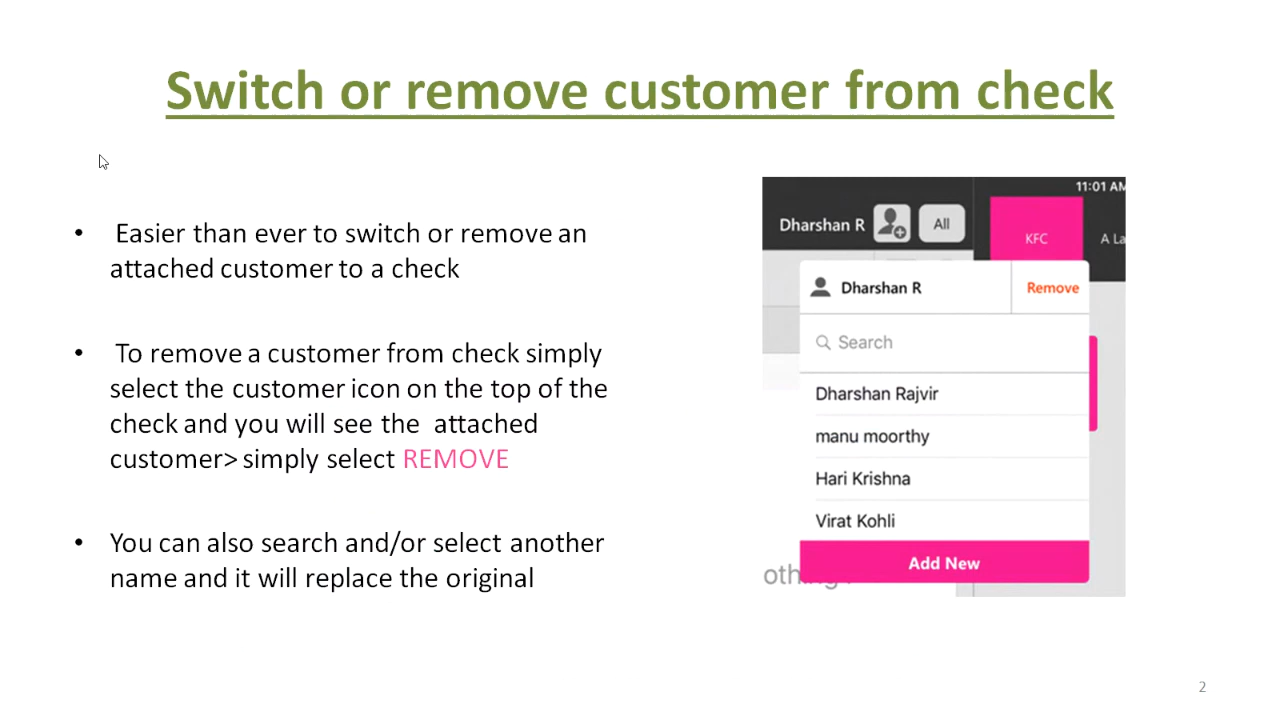 Switch or remove customer from check
• Easier than ever to switch or remove an
attached customer to a check
• To remove a customer from check simply
select the customer icon on the top of the
check and you will see the attached
customer> simply select REMOVE
• You can also search and/or select another
name and it will replace the original
11:01 AM
Dharshan R
All
KFC
A La
Dharshan R
Remove
Search
Dharshan Rajvir
manu moorthy
Hari Krishna
Virat Kohli
Add New
2